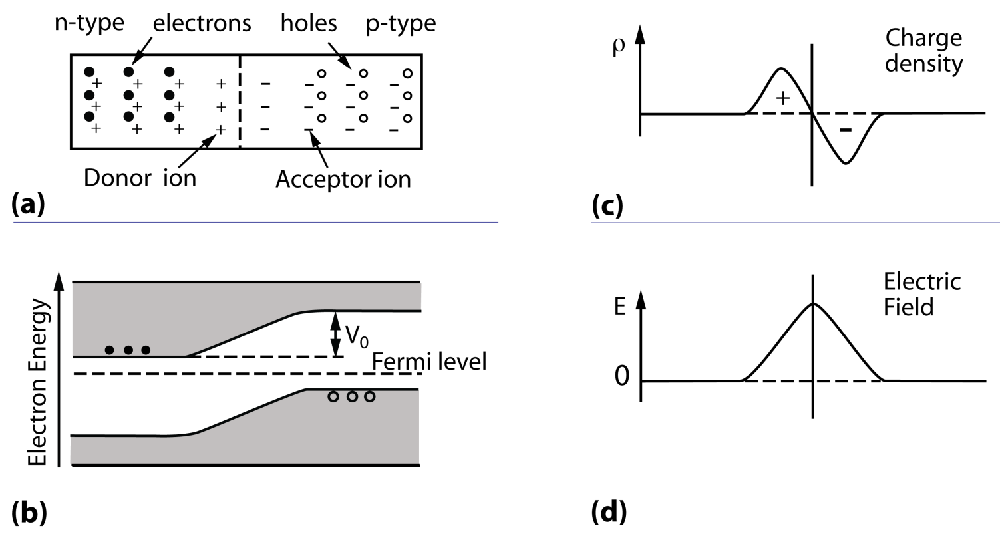 n-type electrons holes p-type
+ + + + - - - -
+ + + + - - - -
+ + + + - - - -
Donor ion Acceptor ion
(a)
Electron Energy
V0
Fermi level
(b)
ρ
Charge
density
+
-
(c)
E
Electric
Field
0
(d)